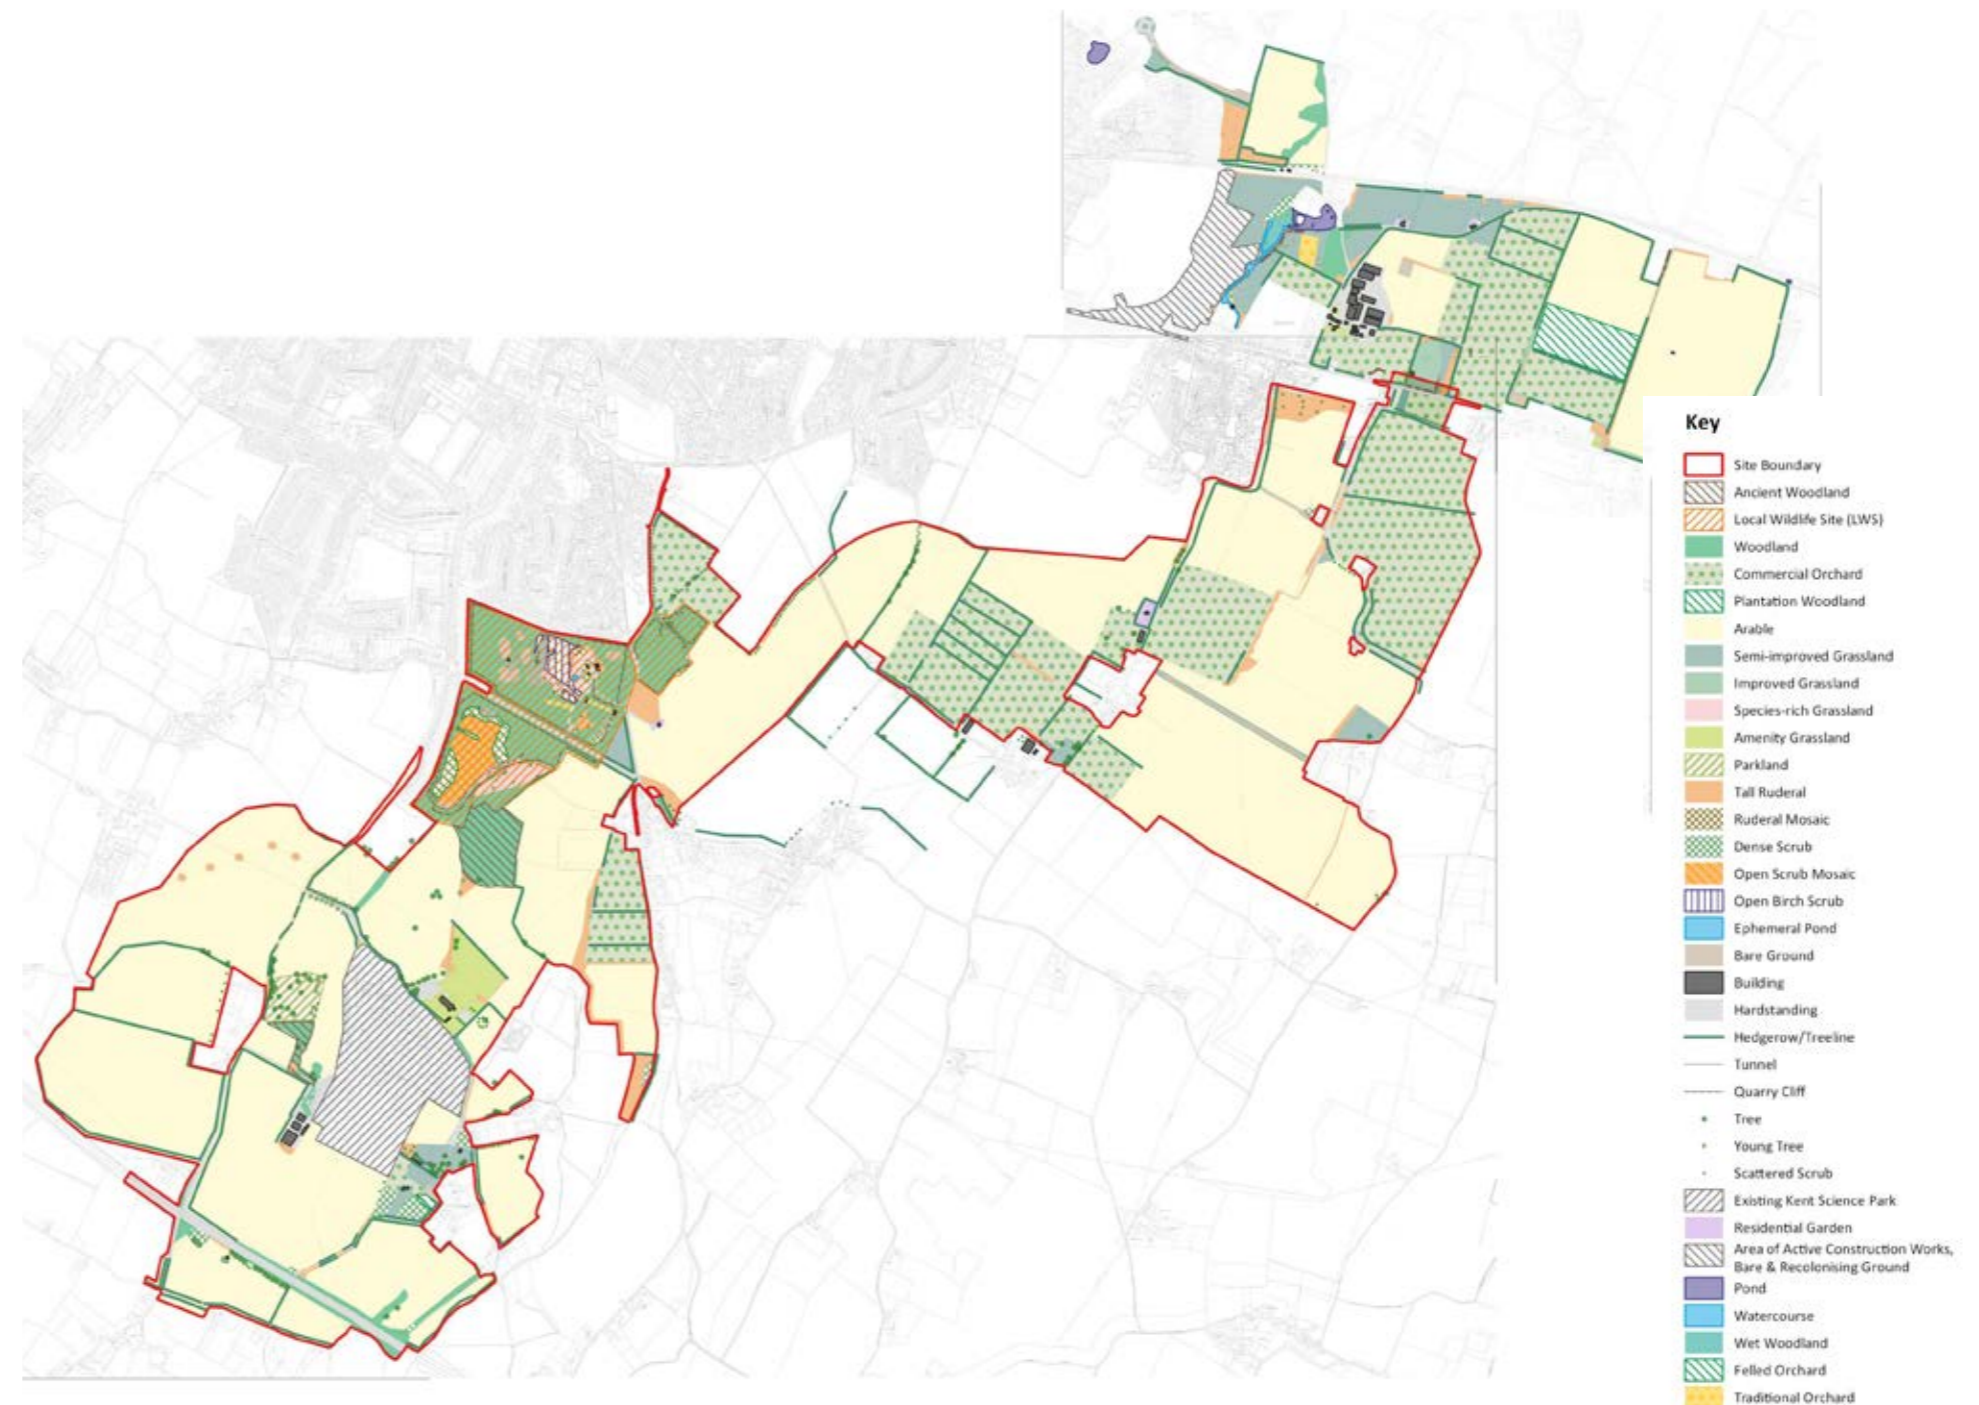 Key
Site Boundary
Ancient Woodland
Local Wildlife Site (LWS)
Woodland
Commercial Orchard
Plantation Woodland
Arable
Semi-improved Grassland
Improved Grassland
Species-rich Grassland
Amenity Grassland
Parkland
Tall Ruderal
Ruderal Mosaic
Dense Scrub
Open Scrub Mosaic
Open Birch Scrub
Ephemeral Pond
Bare Ground
Building
Hardstanding
Hedgerow/Treeline
Tunnel
Quarry Cliff
Tree
Young Tree
Scattered Scrub
Existing Kent Science Park
Residential Garden
Area of Active Construction Works,
Bare & Recolonising Ground
Pond
Watercourse
Wet Woodland
Felled Orchard
Traditional Orchard